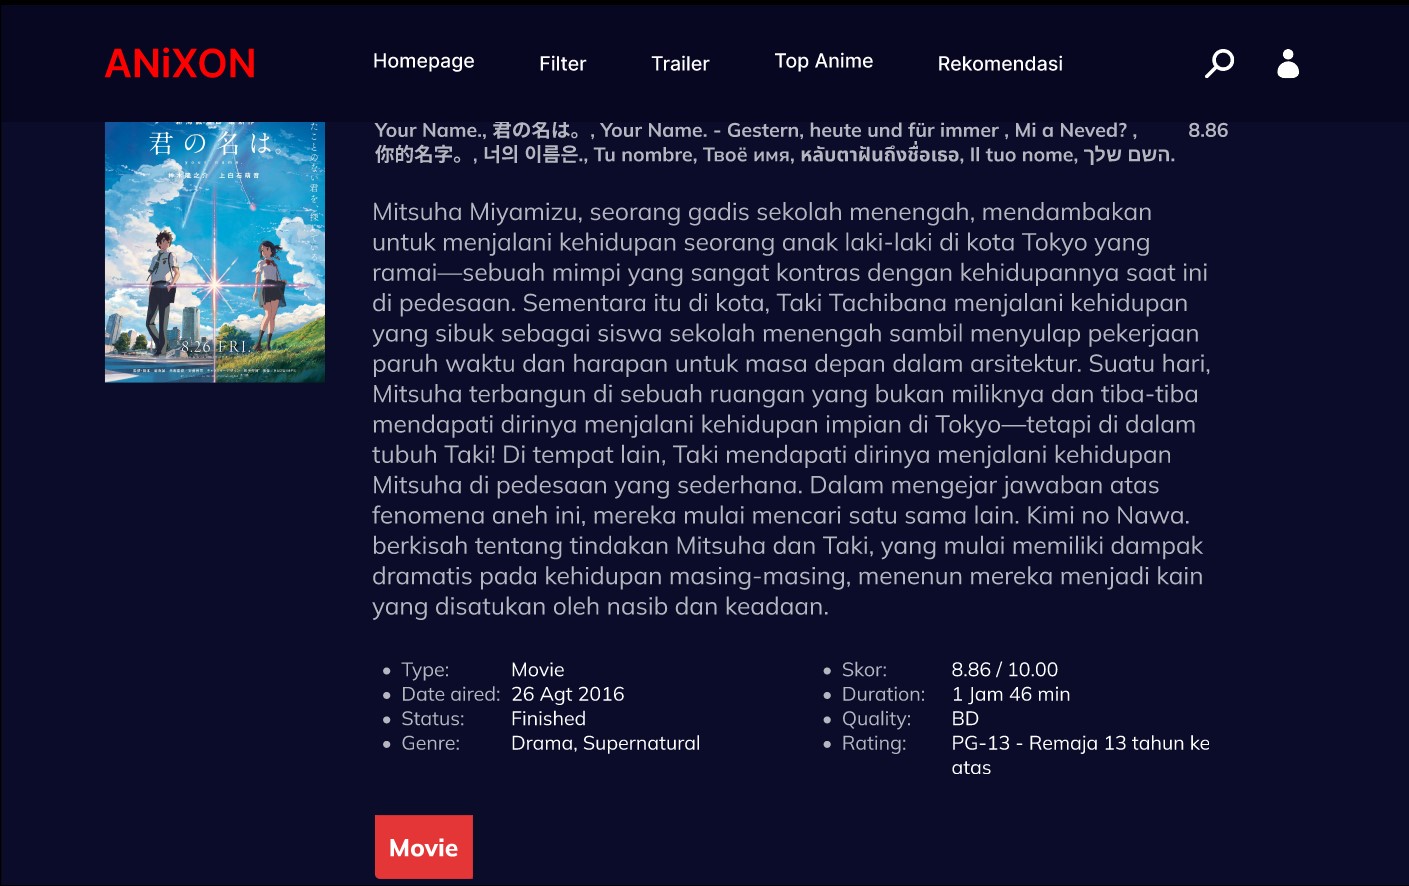 ANiXON
Homepage
Filter
Trailer
Top Anime
Rekomendasi
君の名は
8.26 FRI.
Your Name., 君の名は。, Your Name. - Gestern, heute und für immer , Mi a Neved? ,
8.86
你的名字。, 너의 이름은., Tu nombre, Твоё имя, หลับตาฝันถึงชื่อเธอ, Il tuo nome, השם שלך.
Mitsuha Miyamizu, seorang gadis sekolah menengah, mendambakan
untuk menjalani kehidupan seorang anak laki-laki di kota Tokyo yang
ramai—sebuah mimpi yang sangat kontras dengan kehidupannya saat ini
di pedesaan. Sementara itu di kota, Taki Tachibana menjalani kehidupan
yang sibuk sebagai siswa sekolah menengah sambil menyulap pekerjaan
paruh waktu dan harapan untuk masa depan dalam arsitektur. Suatu hari,
Mitsuha terbangun di sebuah ruangan yang bukan miliknya dan tiba-tiba
mendapati dirinya menjalani kehidupan impian di Tokyo—tetapi di dalam
tubuh Taki! Di tempat lain, Taki mendapati dirinya menjalani kehidupan
Mitsuha di pedesaan yang sederhana. Dalam mengejar jawaban atas
fenomena aneh ini, mereka mulai mencari satu sama lain. Kimi no Nawa.
berkisah tentang tindakan Mitsuha dan Taki, yang mulai memiliki dampak
dramatis pada kehidupan masing-masing, menenun mereka menjadi kain
yang disatukan oleh nasib dan keadaan.
• Type: Movie
• Date aired: 26 Agt 2016
• Status: Finished
• Genre: Drama, Supernatural
• Skor: 8.86 / 10.00
• Duration: 1 Jam 46 min
• Quality: BD
• Rating: PG-13 - Remaja 13 tahun ke
atas
Movie